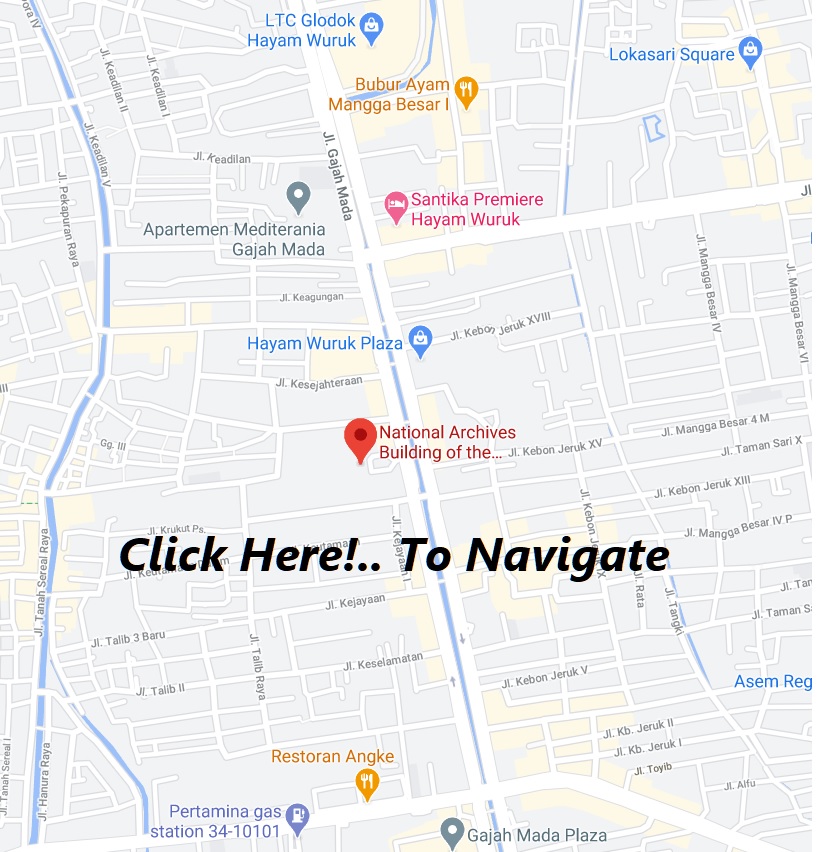 LTC Glodok
Hayam Wuruk
Lokasari Square
Bubur Ayam
Mangga Besar I
Jl. Keadilan II
Jl. Keadilan I
Jl. Keadilan V
Jl. Keadilan
Jl. Gajah Mada
Jl. Pekapuran Raya
Santika Premiere
Hayam Wuruk
Apartemen Mediterania
Gajah Mada
Jl. Mangga Besar IV
Jl. Mangga Besar VI
Jl. Keagungan
Jl. Kebon Jeruk XVIII
Hayam Wuruk Plaza
Jl. Kesejahteraan
National Archives
Building of the...
Gg. III
Jl. Mangga Besar 4 M
Jl. Taman Sari X
Jl. Kebon Jeruk XV
Jl. Kebon Jeruk XIII
Jl. Krukut Ps.
Jl. Mangga Besar IV P
Click Here!.. To Navigate
Jl. Kejayaan I
Jl. Kebon Jeruk IX
Jl. Tanah Sereal Raya
Jl. Kejayaan
Jl. Rata
Jl. Tangki
Jl. Taman Sa
Jl. Talib 3 Baru
Jl. Talib Raya
Jl. Keselamatan
Jl. Talib II
Jl. Kebon Jeruk V
Asem Reg
Jl. Kb. Jeruk II
Jl. Kb. Jeruk I
Jl. Toyib
Jl. Alfu
Restoran Angke
Jl. Tanah Sereal I
Jl. Hanura Raya
Pertamina gas
station 34-10101
Gajah Mada Plaza